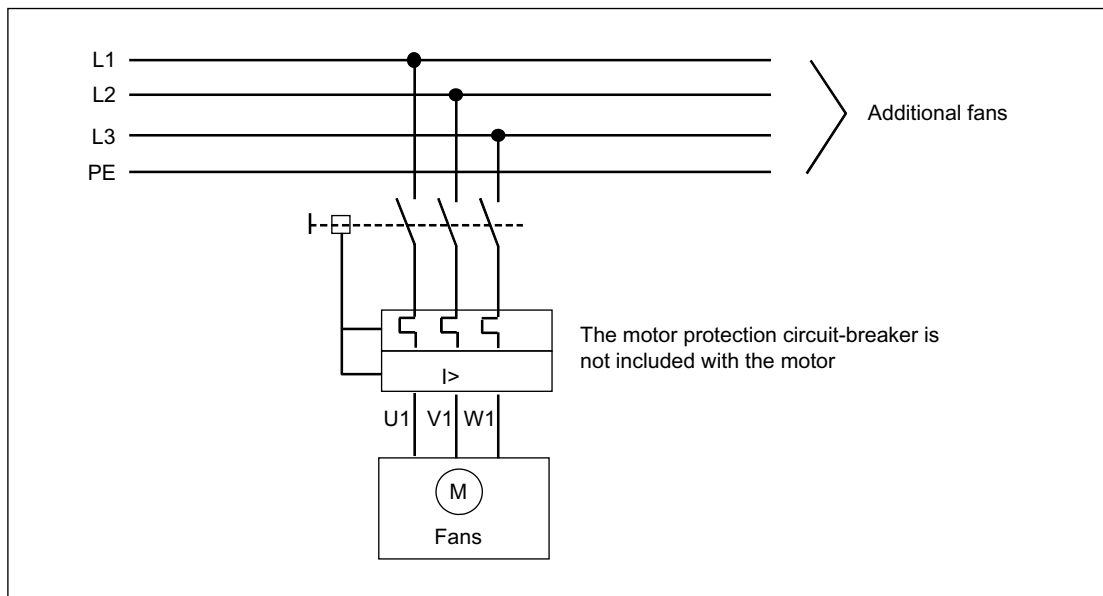 L1
L2
L3
PE
Additional fans
The motor protection circuit-breaker is
not included with the motor
I>
U1 V1 W1
M
Fans